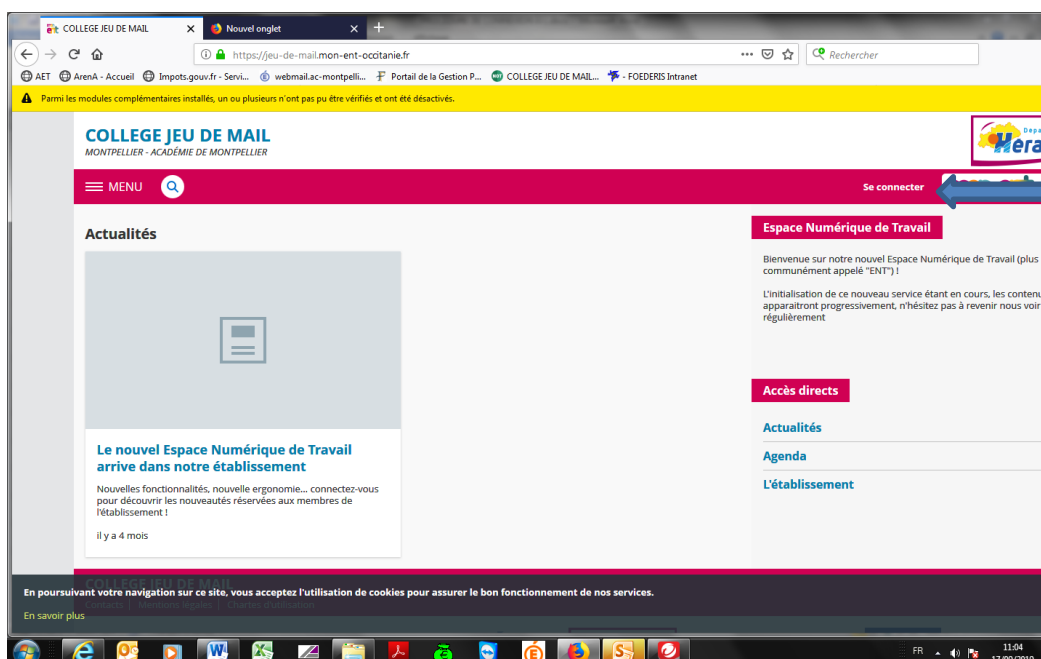 COLLEGE JEU DE MAIL
Nouvel onglet
https://jeu-de-mail.mon-ent-occitanie.fr
Rechercher
AET
ArenA - Accueil
Impots.gouv.fr - Servi...
webmail.ac-montpelli...
Portail de la Gestion P...
COLLEGE JEU DE MAIL...
- FOEDERIS Intranet
Parmi les modules complémentaires installés, un ou plusieurs n'ont pas pu être vérifiés et ont été désactivés.
COLLEGE JEU DE MAIL
MONTPELLIER - ACADÉMIE DE MONTPELLIER
MENU
Se connecter
Actualités
Le nouvel Espace Numérique de Travail
arrive dans notre établissement
Nouvelles fonctionnalités, nouvelle ergonomie... connectez-vous
pour découvrir les nouveautés réservées aux membres de
l'établissement !
il y a 4 mois
Espace Numérique de Travail
Bienvenue sur notre nouvel Espace Numérique de Travail (plus
communément appelé "ENT") !
L'initialisation de ce nouveau service étant en cours, les contenu
apparaitront progressivement, n'hésitez pas à revenir nous voir
régulièrement
Accès directs
Actualités
Agenda
L'établissement
COLLEGE JEU DE MAIL
En poursuivant votre navigation sur ce site, vous acceptez l'utilisation de cookies pour assurer le bon fonctionnement de nos services.
Contacts | Mentions légales | Chartes d'utilisation
En savoir plus
FR
11:04